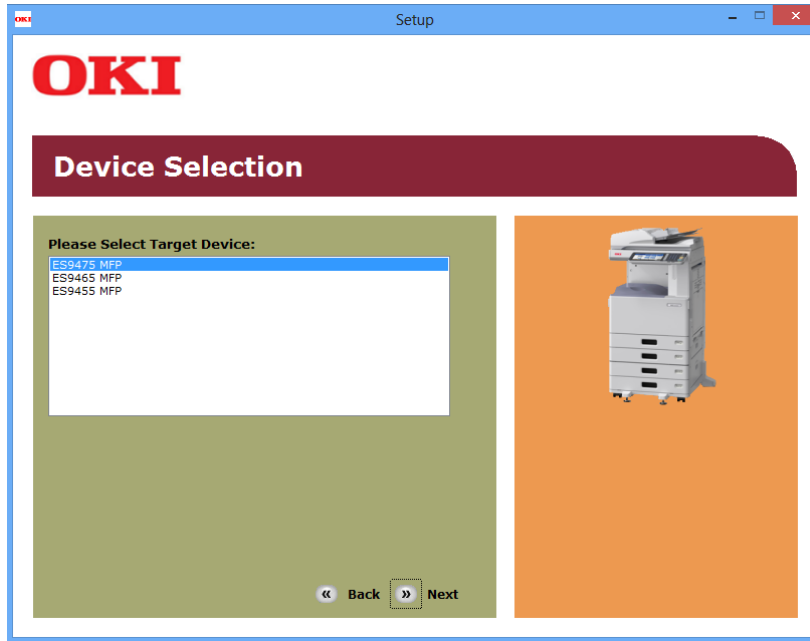 OKI
Setup
OKI
Device Selection
Please Select Target Device:
ES9475 MFP
ES9465 MFP
ES9455 MFP
Back
Next